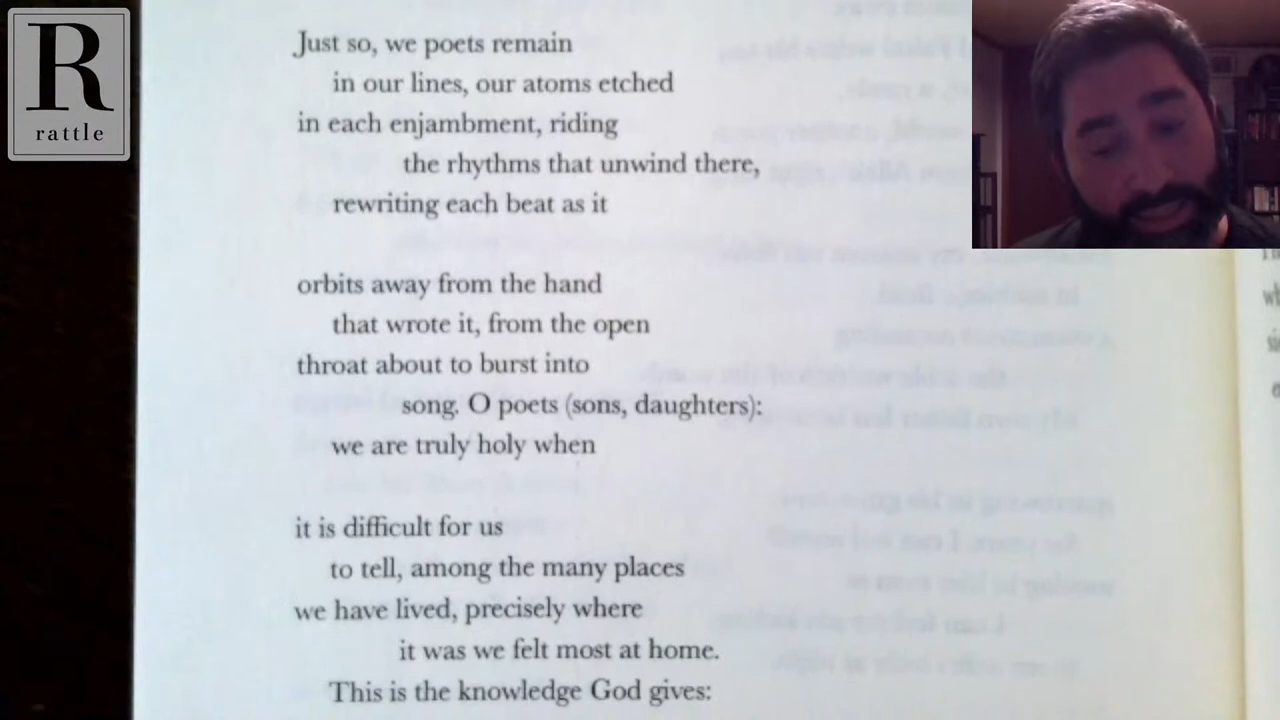 R
rattle
Just so, we poets remain
in our lines, our atoms etched
in each enjambment, riding
the rhythms that unwind there,
rewriting each beat as it
orbits away from the hand
that wrote it, from the open
throat about to burst into
song. O poets (sons, daughters):
we are truly holy when
it is difficult for us
to tell, among the many places
we have lived, precisely where
it was we felt most at home.
This is the knowledge God gives: